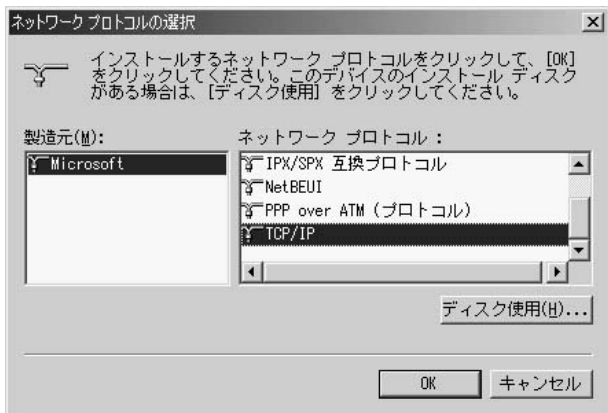 ネットワーク プロトコルの選択
インストールするネットワーク プロトコルをクリックして、[OK]
をクリックしてください。このデバイスのインストール ディスク
がある場合は、[ディスク使用] をクリックしてください。
製造元(M):
Microsoft
ネットワーク プロトコル :
IPX/SPX 互換プロトコル
NetBEUI
PPP over ATM (プロトコル)
TCP/IP
ディスク使用(H)...
OK
キャンセル